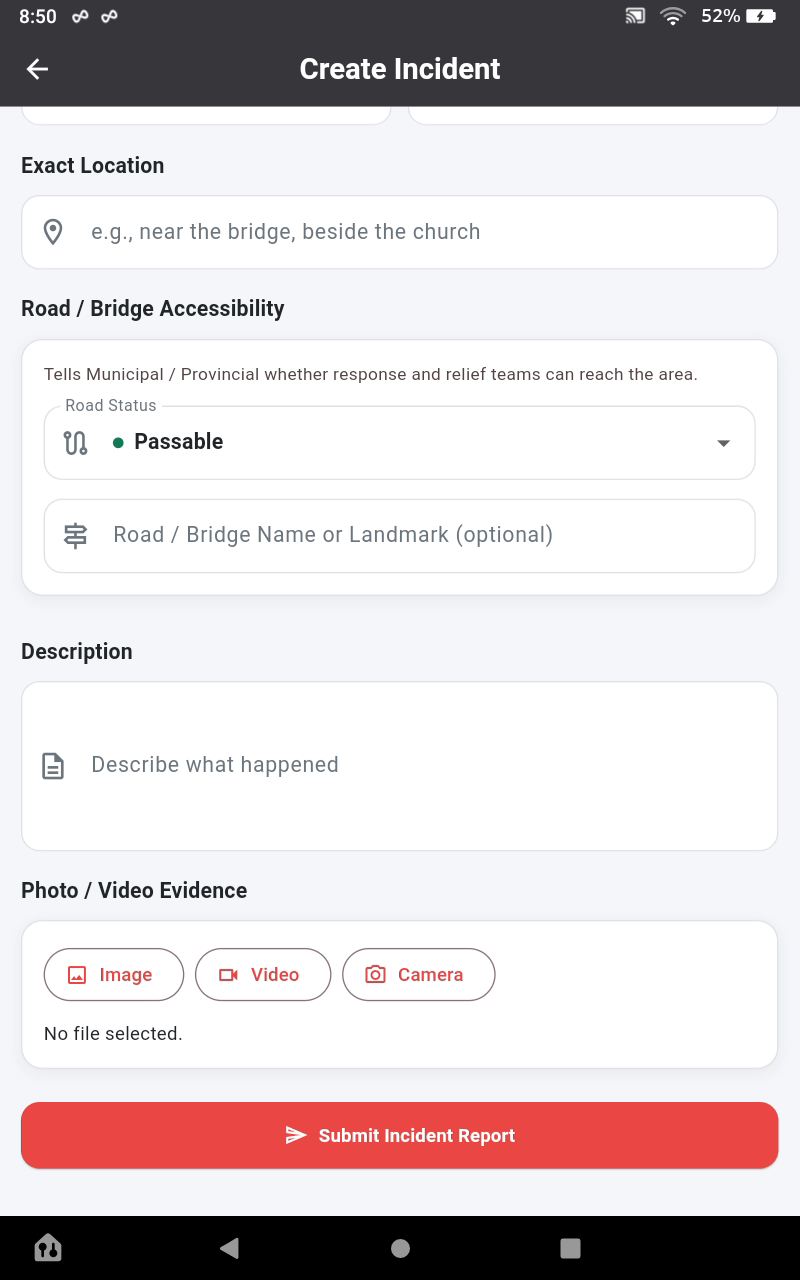 8:50
52%
Create Incident
Exact Location
e.g., near the bridge, beside the church
Road / Bridge Accessibility
Tells Municipal / Provincial whether response and relief teams can reach the area.
Road Status
Passable
Road / Bridge Name or Landmark (optional)
Description
Describe what happened
Photo / Video Evidence
Image
Video
Camera
No file selected.
Submit Incident Report